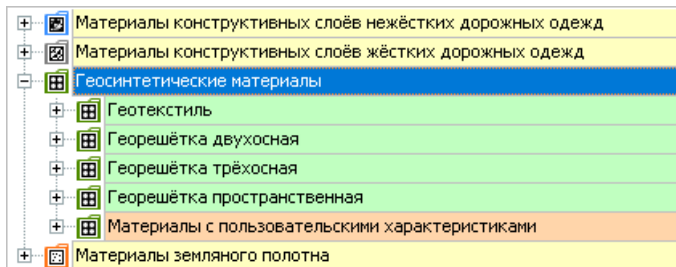 Материалы конструктивных слоёв нежёстких дорожных одежд
Материалы конструктивных слоёв жёстких дорожных одежд
Геосинтетические материалы
Геотекстиль
Георешётка двухосная
Георешётка трёхосная
Георешётка пространственная
Материалы с пользовательскими характеристиками
Материалы земляного полотна